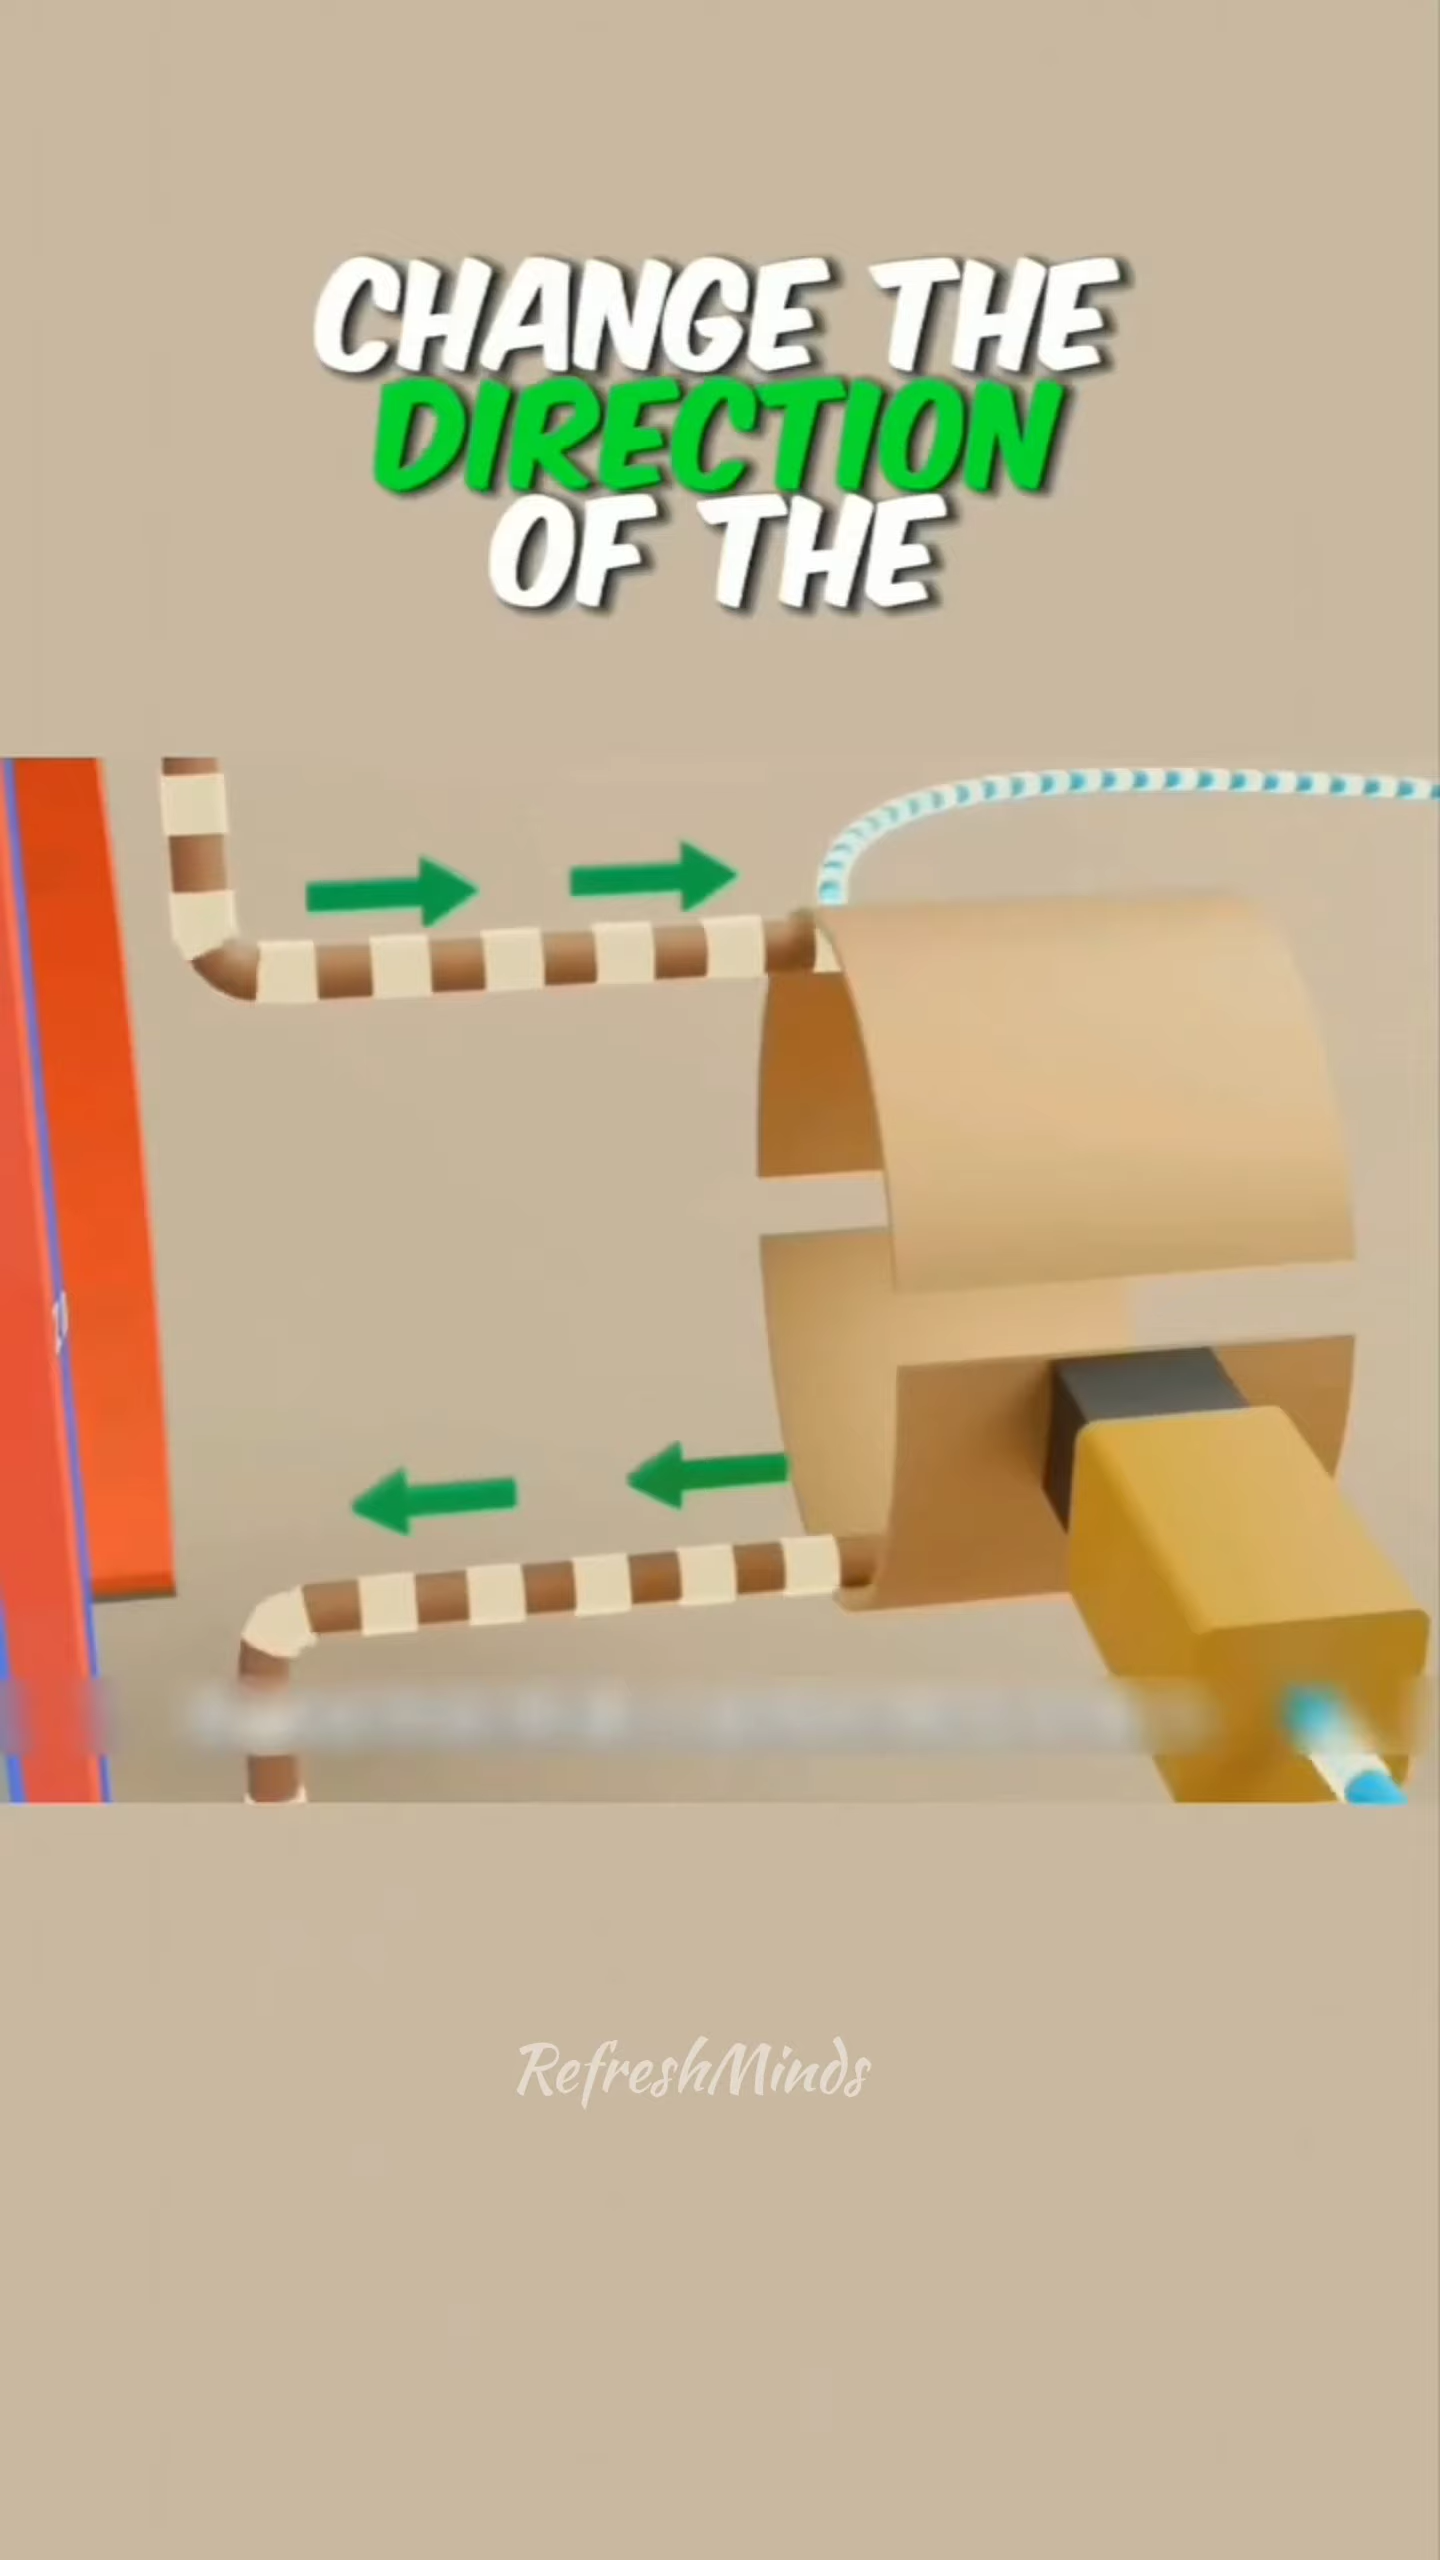 CHANGE THE
DIRECTION
OF THE
RefreshMinds